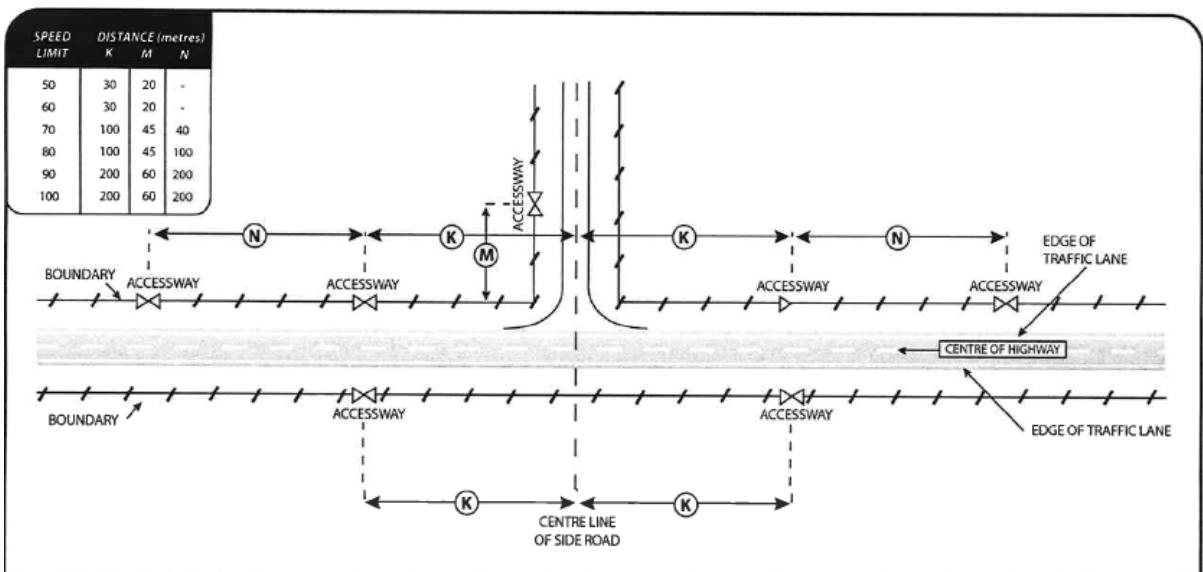 SPEED DISTANCE (metres)
LIMIT K M N
50 30 20 -
60 30 20 -
70 100 45 40
80 100 45 100
90 200 60 200
100 200 60 200
ACCESSWAY
N K K N
M
EDGE OF
TRAFFIC LANE
BOUNDARY
ACCESSWAY ACCESSWAY ACCESSWAY ACCESSWAY
CENTRE OF HIGHWAY
ACCESSWAY ACCESSWAY
BOUNDARY
EDGE OF TRAFFIC LANE
K K
CENTRE LINE
OF SIDE ROAD